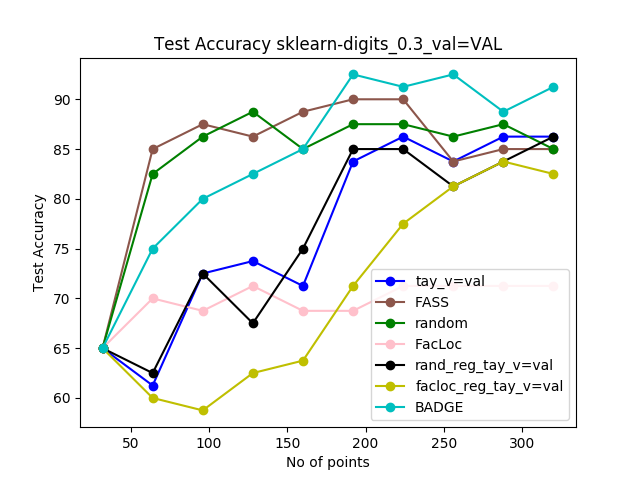 Test Accuracy sklearn-digits_0.3_val=VAL
Test Accuracy
90
85
80
75
70
65
60
tay_v=val
FASS
random
FacLoc
rand_reg_tay_v=val
facloc_reg_tay_v=val
BADGE
50 100 150 200 250 300
No of points